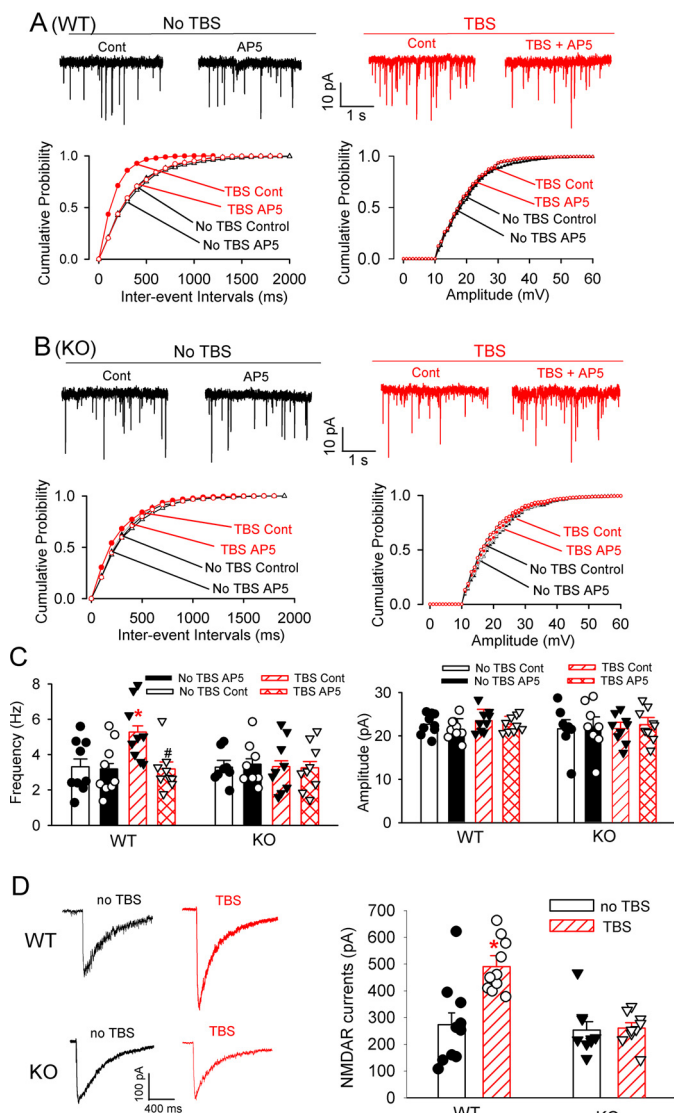 A (WT)
No TBS
TBS
Cont
AP5
Cont
TBS + AP5
10 pA
1 s
Cumulative Probibility
1.0
0.5
0.0
TBS Cont
TBS AP5
No TBS Control
No TBS AP5
0 500 1000 1500 2000
Inter-event Intervals (ms)
Cumulative Probibility
1.0
0.5
0.0
TBS Cont
TBS AP5
No TBS Control
No TBS AP5
0 10 20 30 40 50 60
Amplitude (mV)
B (KO)
No TBS
TBS
Cont
AP5
Cont
TBS + AP5
10 pA
1 s
Cumulative Probibility
1.0
0.5
0.0
TBS Cont
TBS AP5
No TBS Control
No TBS AP5
0 500 1000 1500 2000
Inter-event Intervals (ms)
Cumulative Probibility
1.0
0.5
0.0
TBS Cont
TBS AP5
No TBS Control
No TBS AP5
0 10 20 30 40 50 60
Amplitude (mV)
C
No TBS AP5 TBS Cont
No TBS Cont TBS AP5
Frequency (Hz)
8
6
4
2
0
*
#
WT KO
No TBS Cont TBS Cont
No TBS AP5 TBS AP5
Amplitude (pA)
30
20
10
0
WT KO
D
no TBS
TBS
WT
no TBS
TBS
KO
100 pA
400 ms
no TBS
TBS
NMDAR currents (pA)
700
600
500
400
300
200
100
0
*
WT KO